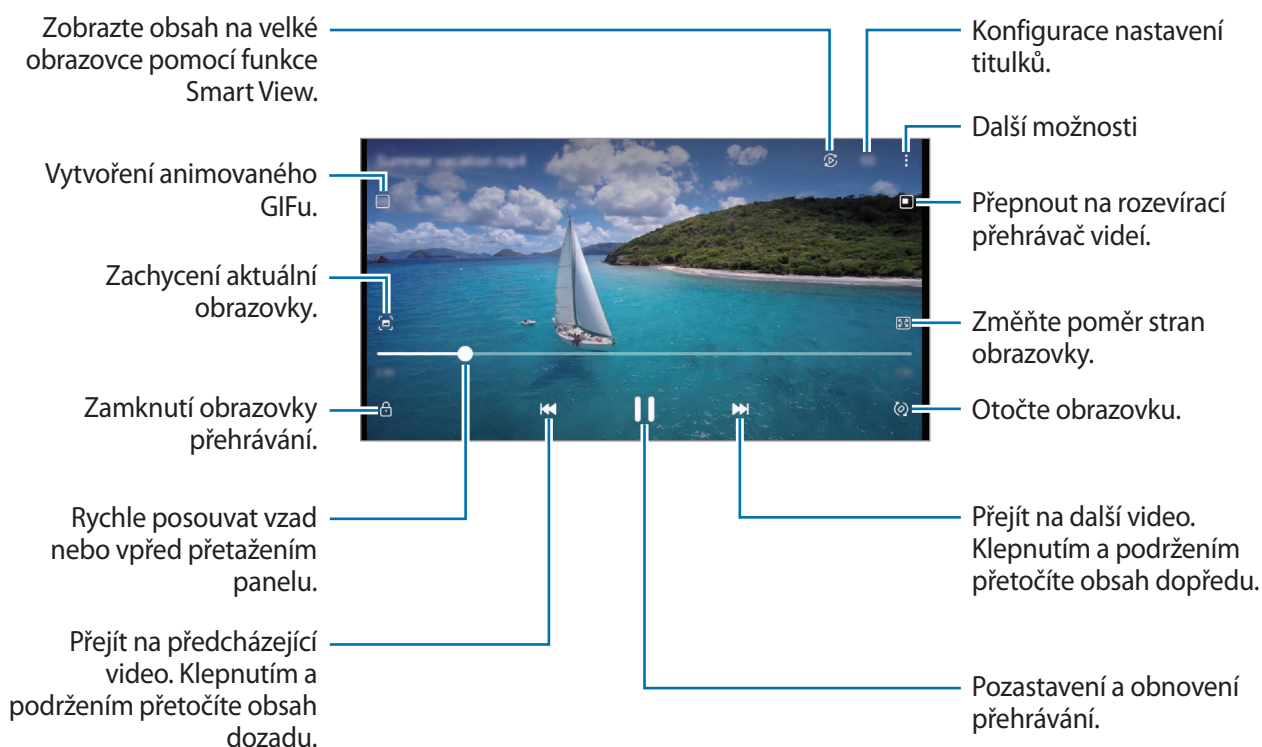 Zobrazte obsah na velké
obrazovce pomocí funkce
Smart View.
Vytvoření animovaného
GIFu.
Zachycení aktuální
obrazovky.
Zamknutí obrazovky
přehrávání.
Rychle posouvat vzad
nebo vpřed přetažením
panelu.
Přejít na předcházející
video. Klepnutím a
podržením přetočíte obsah
dozadu.
Konfigurace nastavení
titulků.
Další možnosti
Přepnout na rozevírací
přehrávač videí.
Změňte poměr stran
obrazovky.
Otočte obrazovku.
Přejít na další video.
Klepnutím a podržením
přetočíte obsah dopředu.
Pozastavení a obnovení
přehrávání.